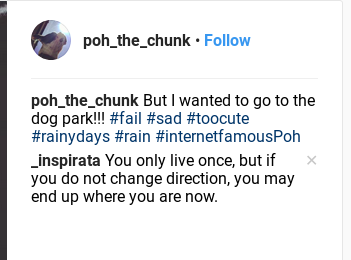 poh_the_chunk • Follow
poh_the_chunk But I wanted to go to the
dog park!!! #fail #sad #toocute
#rainydays #rain #internetfamousPoh
_inspirata You only live once, but if
you do not change direction, you may
end up where you are now.